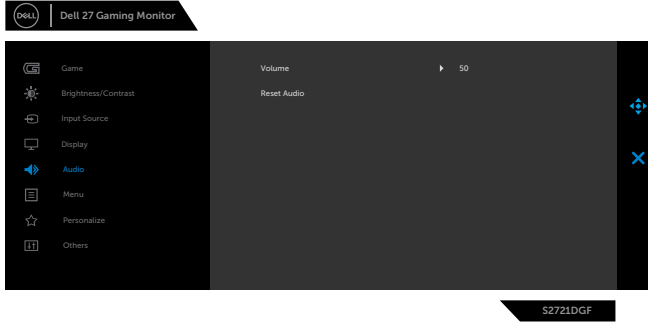 DELL
Dell 27 Gaming Monitor
Game
Volume 50
Brightness/Contrast
Reset Audio
Input Source
Display
Audio
Menu
Personalize
Others
S2721DGF